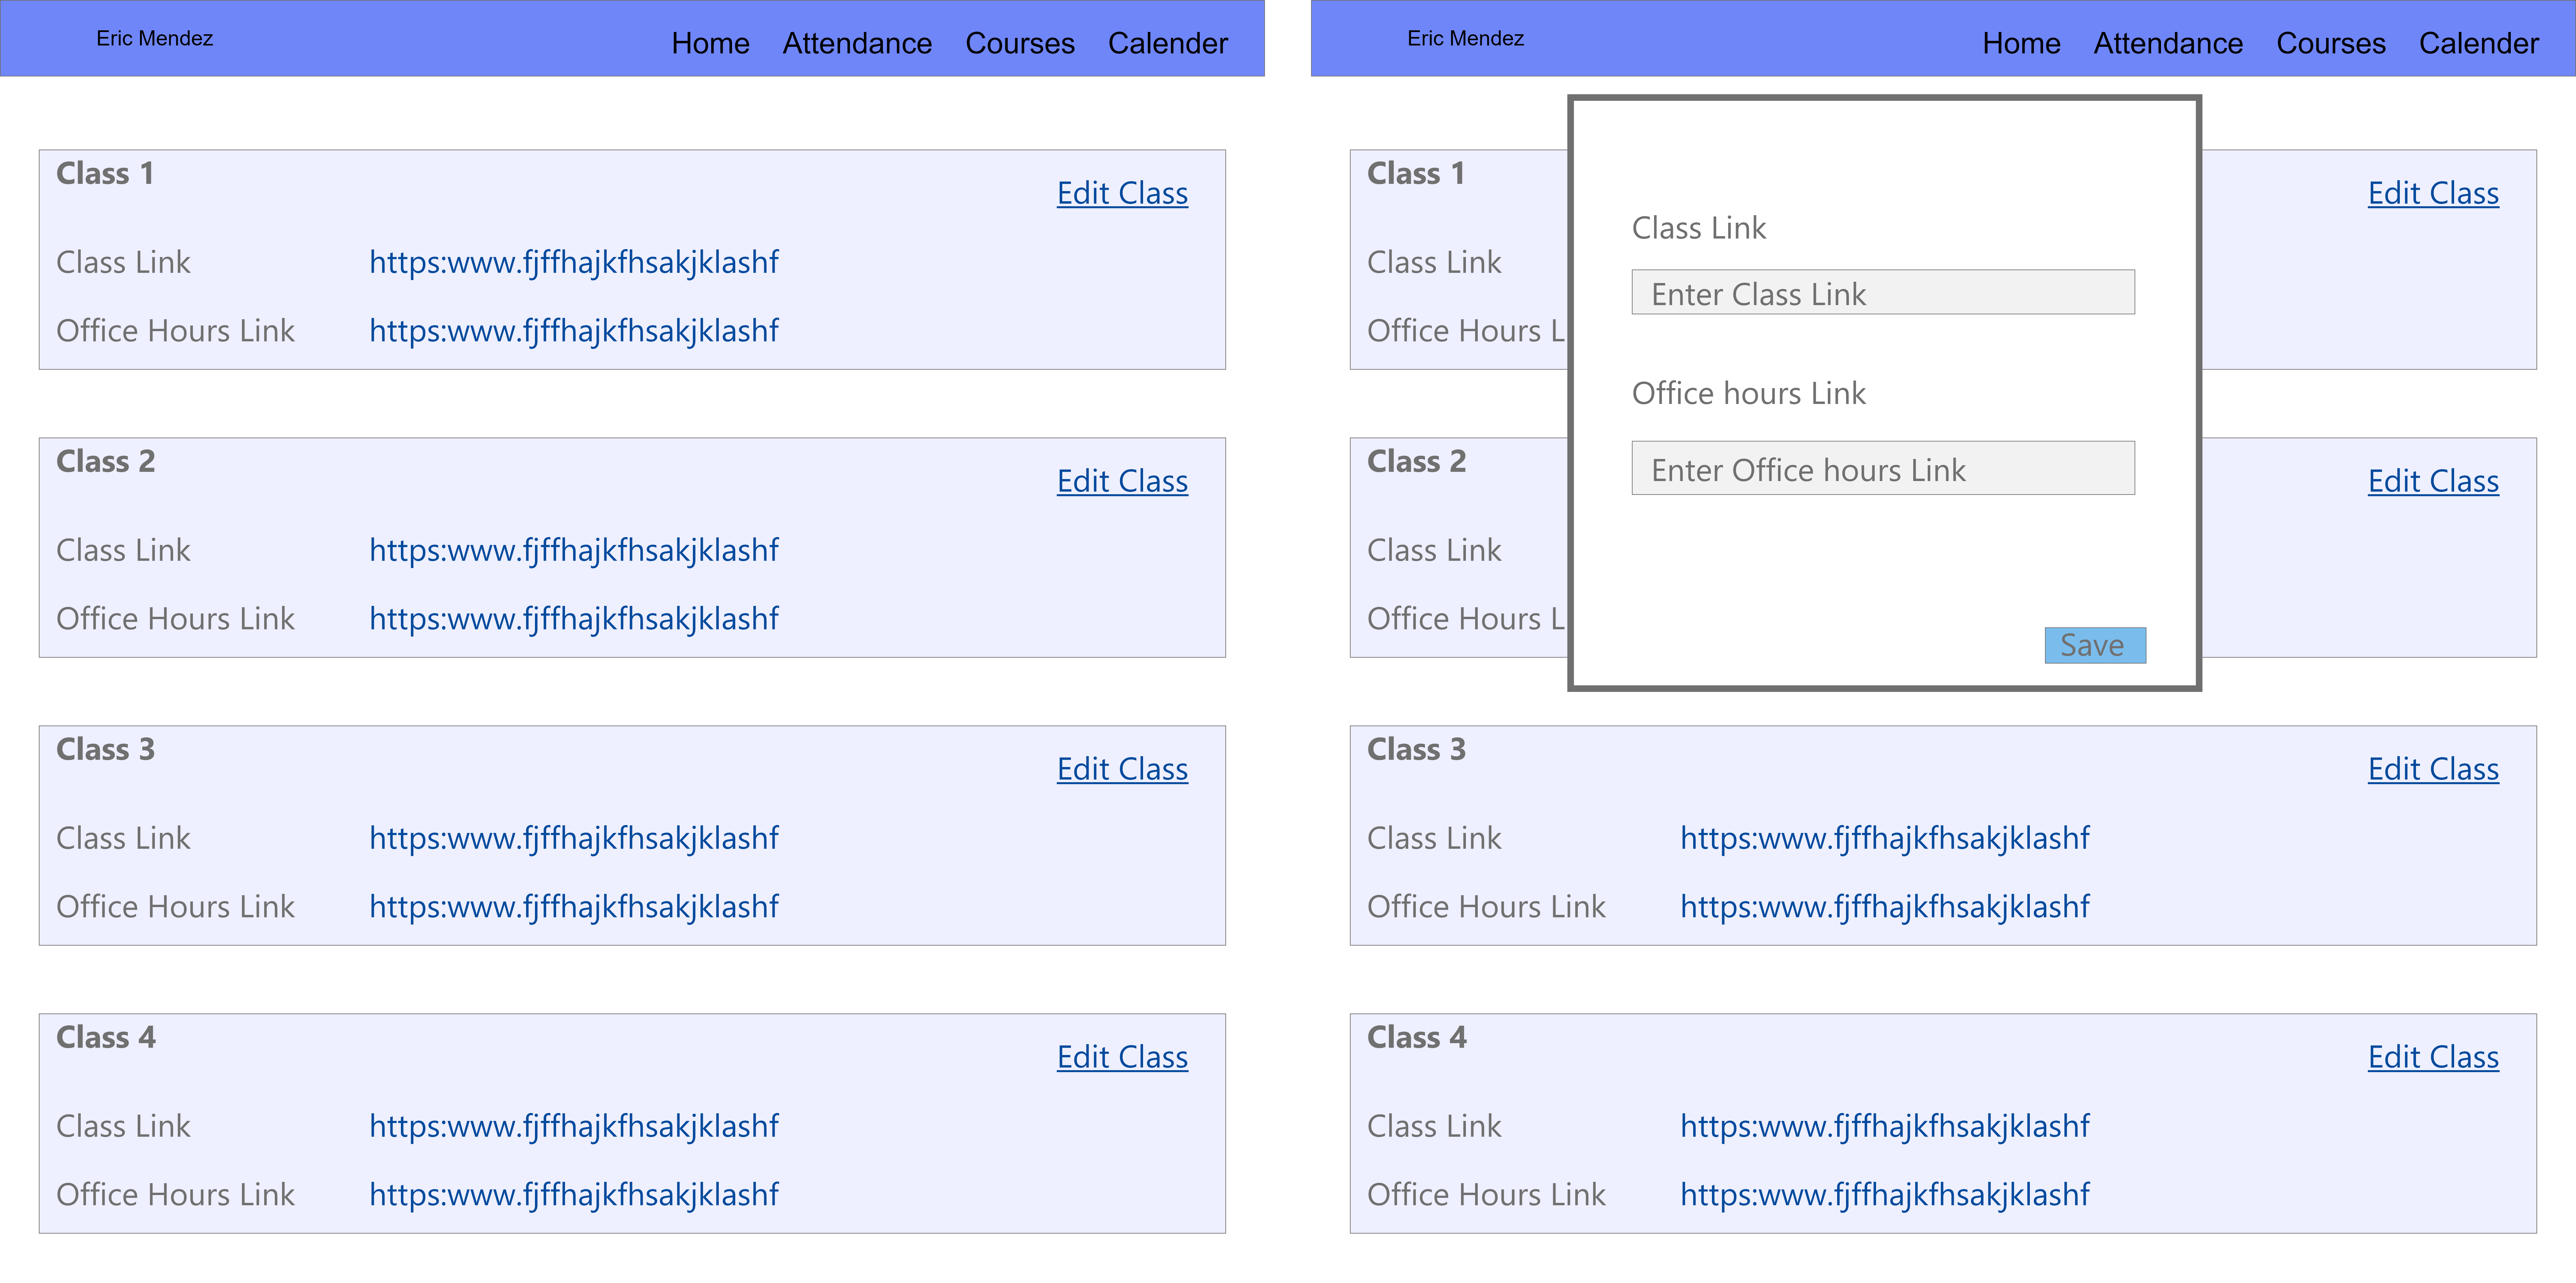 Eric Mendez
Home Attendance Courses Calender
Class 1
Edit Class
Class Link https:www.fjffhajkfhsakjklashf
Office Hours Link https:www.fjffhajkfhsakjklashf
Class 2
Edit Class
Class Link https:www.fjffhajkfhsakjklashf
Office Hours Link https:www.fjffhajkfhsakjklashf
Class 3
Edit Class
Class Link https:www.fjffhajkfhsakjklashf
Office Hours Link https:www.fjffhajkfhsakjklashf
Class 4
Edit Class
Class Link https:www.fjffhajkfhsakjklashf
Office Hours Link https:www.fjffhajkfhsakjklashf
Eric Mendez
Home Attendance Courses Calender
Class 1
Edit Class
Class Link
Office Hours L
Class 2
Edit Class
Class Link
Office Hours L
Class Link
Enter Class Link
Office hours Link
Enter Office hours Link
Save
Class 3
Edit Class
Class Link https:www.fjffhajkfhsakjklashf
Office Hours Link https:www.fjffhajkfhsakjklashf
Class 4
Edit Class
Class Link https:www.fjffhajkfhsakjklashf
Office Hours Link https:www.fjffhajkfhsakjklashf